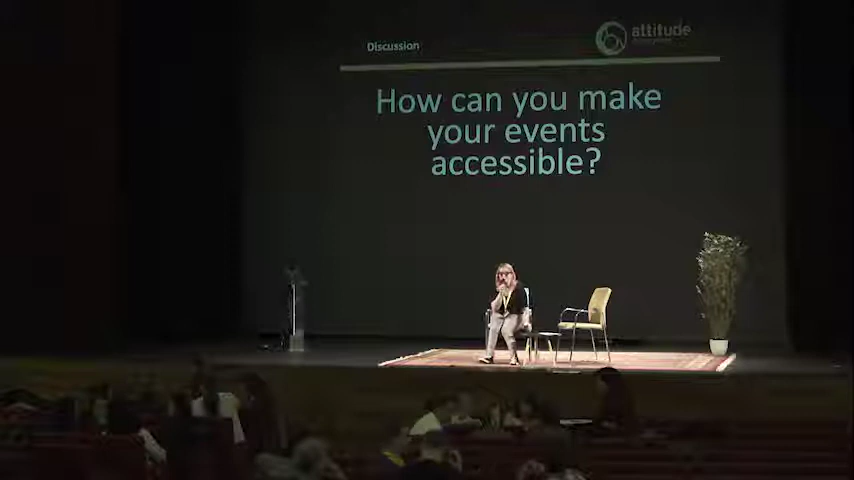 Discussion
attitude
How can you make
your events
accessible?